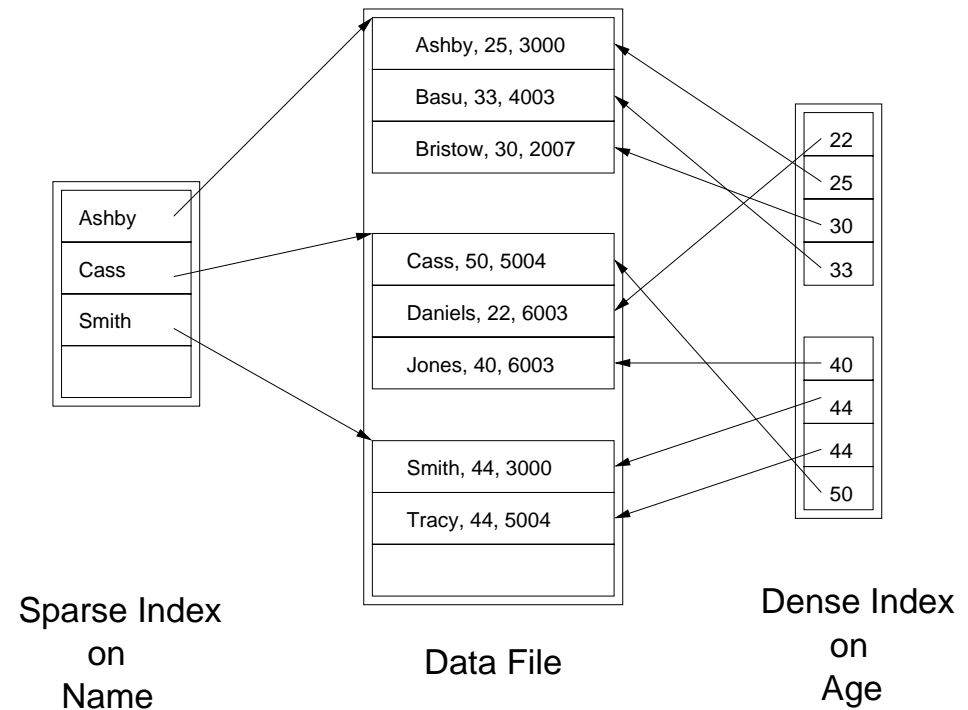 Ashby
Cass
Smith
Sparse Index
on
Name
Ashby, 25, 3000
Basu, 33, 4003
Bristow, 30, 2007
Cass, 50, 5004
Daniels, 22, 6003
Jones, 40, 6003
Smith, 44, 3000
Tracy, 44, 5004
Data File
22
25
30
33
40
44
44
50
Dense Index
on
Age